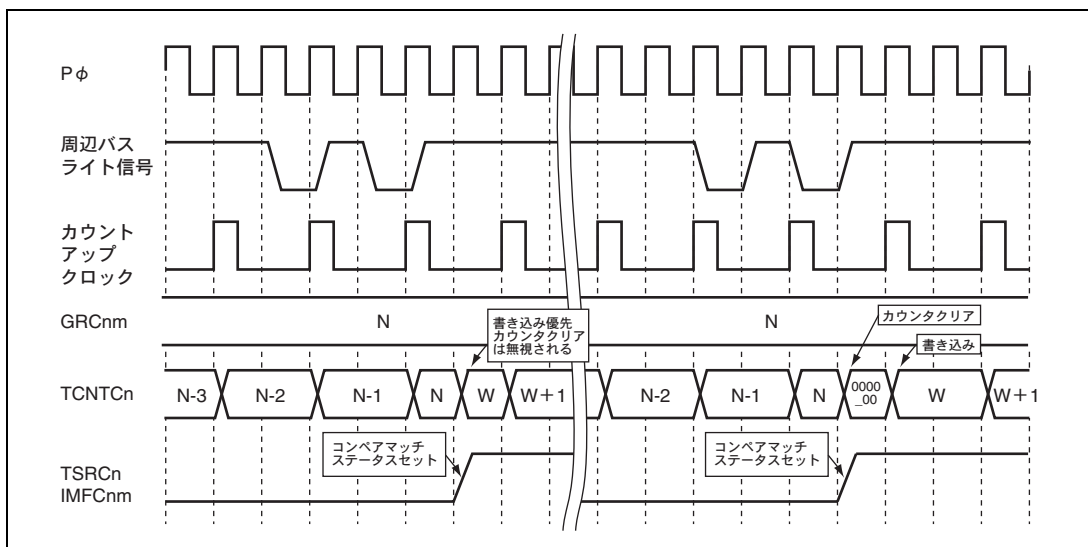 Pφ
周辺バス
ライト信号
カウント
アップ
クロック
GRCnm
N
書き込み優先
カウンタクリア
は無視される
N
カウンタクリア
書き込み
TCNTCn
N-3
N-2
N-1
N
W
W+1
N-2
N-1
N
0000
_00
W
W+1
コンペアマッチ
ステータスセット
コンペアマッチ
ステータスセット
TSRCn
IMFCnm